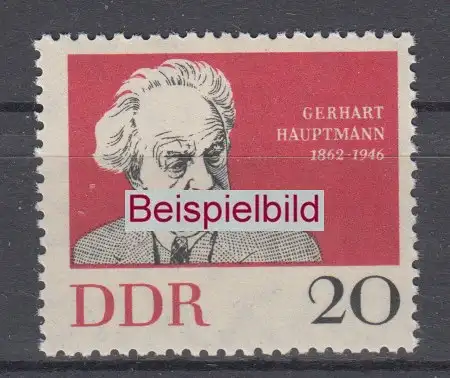 GERHART
HAUPTMANN
1862-1946
Beispielbild
DDR 20